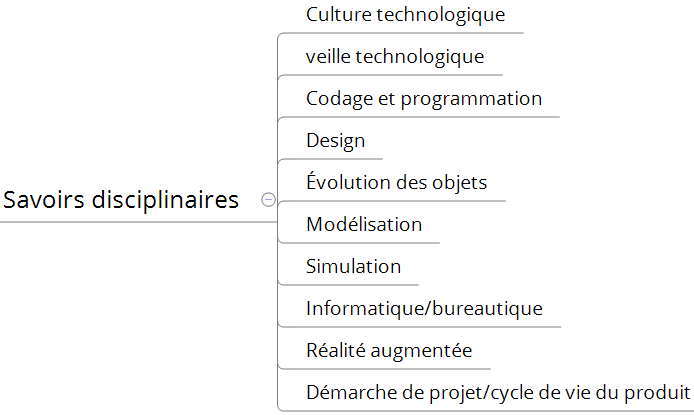 Culture technologique
veille technologique
Codage et programmation
Design
Évolution des objets
Savoirs disciplinaires
Modélisation
Simulation
Informatique/bureautique
Réalité augmentée
Démarche de projet/cycle de vie du produit